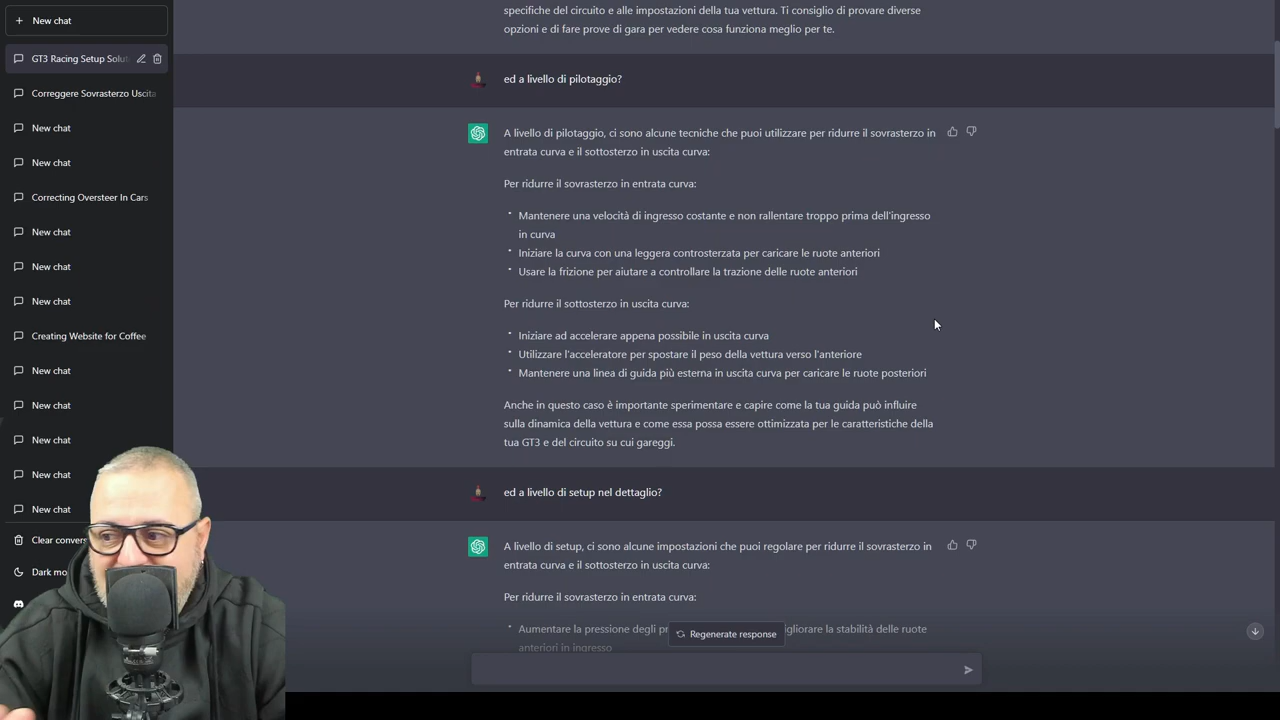 New chat
GT3 Racing Setup Solut
Correggere Sovrasterzo Uscita
New chat
New chat
Correcting Oversteer In Cars
New chat
New chat
New chat
Creating Website for Coffee
New chat
New chat
New chat
New chat
New chat
Clear conver
Dark mo
specifiche del circuito e alle impostazioni della tua vettura. Ti consiglio di provare diverse
opzioni e di fare prove di gara per vedere cosa funziona meglio per te.
ed a livello di pilotaggio?
A livello di pilotaggio, ci sono alcune tecniche che puoi utilizzare per ridurre il sovrasterzo in
entrata curva e il sottosterzo in uscita curva:
Per ridurre il sovrasterzo in entrata curva:
• Mantenere una velocità di ingresso costante e non rallentare troppo prima dell'ingresso
in curva
• Iniziare la curva con una leggera controsterzata per caricare le ruote anteriori
• Usare la frizione per aiutare a controllare la trazione delle ruote anteriori
Per ridurre il sottosterzo in uscita curva:
• Iniziare ad accelerare appena possibile in uscita curva
• Utilizzare l'acceleratore per spostare il peso della vettura verso l'anteriore
• Mantenere una linea di guida più esterna in uscita curva per caricare le ruote posteriori
Anche in questo caso è importante sperimentare e capire come la tua guida può influire
sulla dinamica della vettura e come essa possa essere ottimizzata per le caratteristiche della
tua GT3 e del circuito su cui gareggi.
ed a livello di setup nel dettaglio?
A livello di setup, ci sono alcune impostazioni che puoi regolare per ridurre il sovrasterzo in
entrata curva e il sottosterzo in uscita curva:
Per ridurre il sovrasterzo in entrata curva:
• Aumentare la pressione degli pn
gliorare la stabilità delle ruote
anteriori in ingresso
Regenerate response